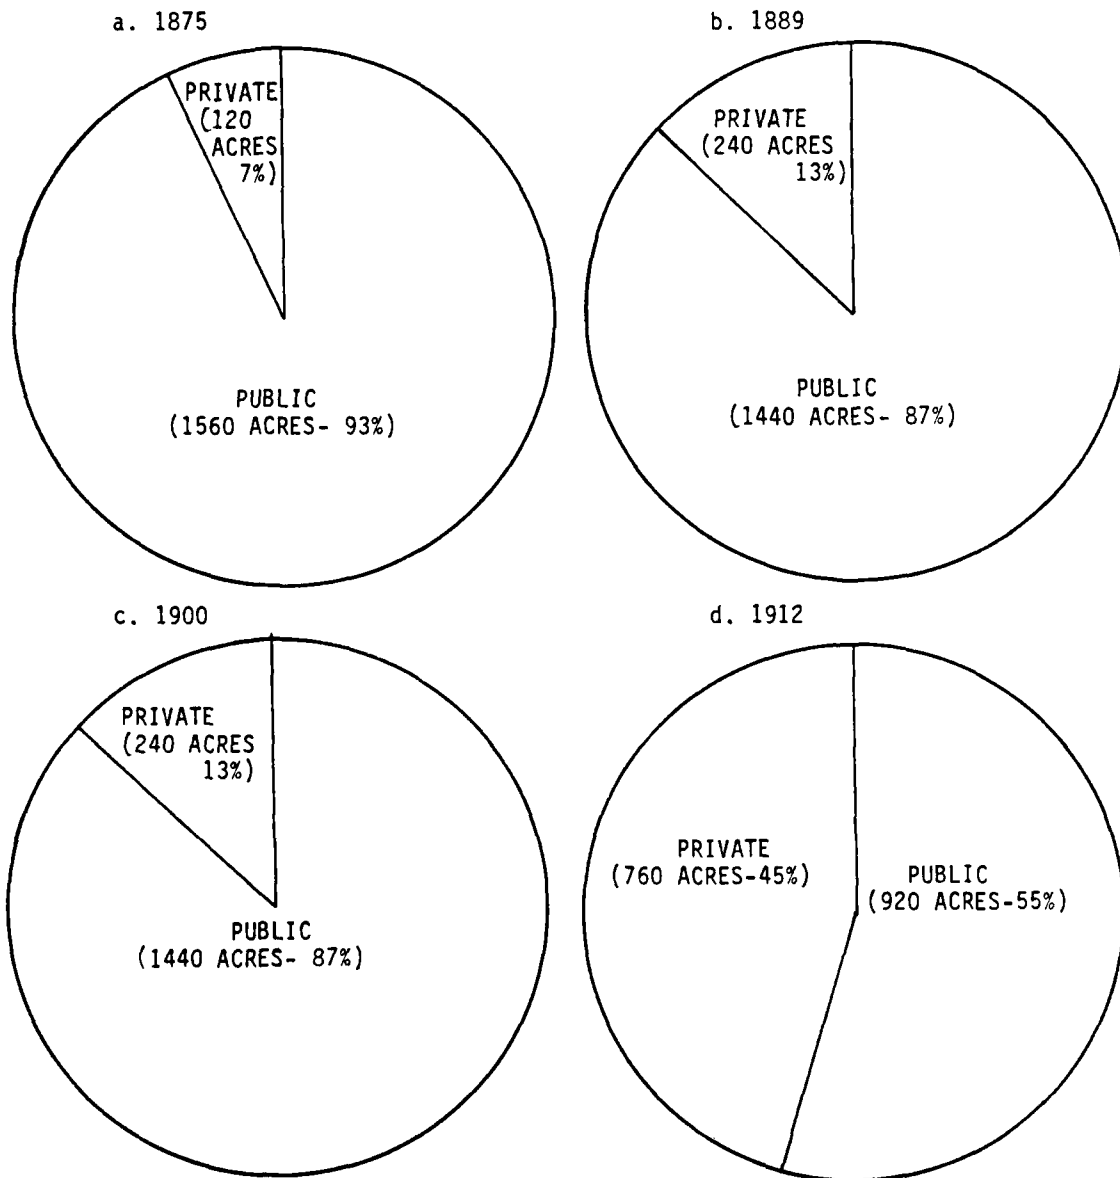 a. 1875
PRIVATE
(120
ACRES
7%)
PUBLIC
(1560 ACRES- 93%)
b. 1889
PRIVATE
(240 ACRES
13%)
PUBLIC
(1440 ACRES- 87%)
c. 1900
PRIVATE
(240 ACRES
13%)
PUBLIC
(1440 ACRES- 87%)
d. 1912
PRIVATE
(760 ACRES-45%)
PUBLIC
(920 ACRES-55%)